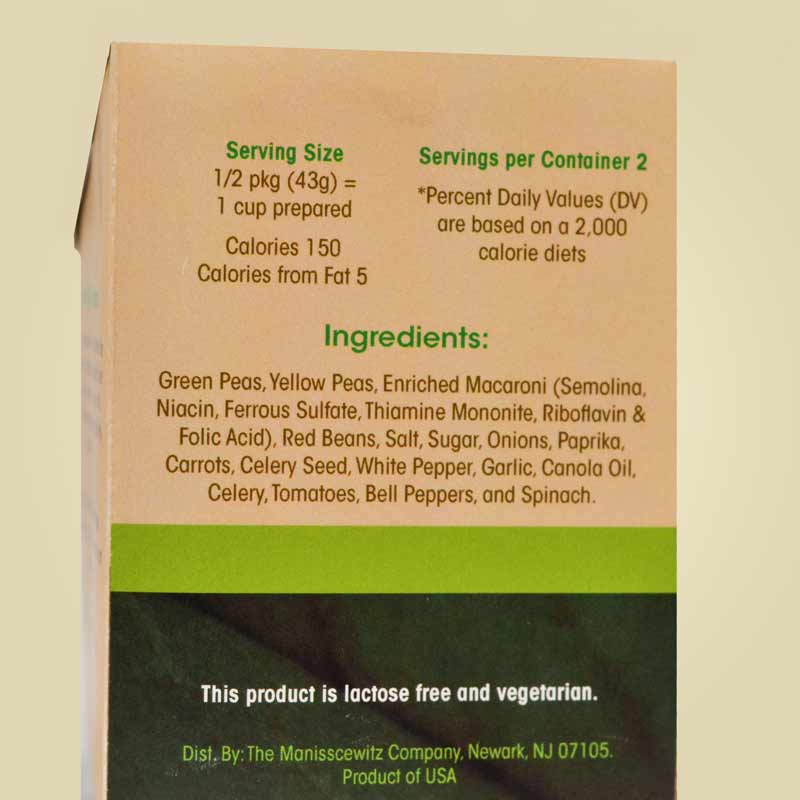 Serving Size
1/2 pkg (43g) =
1 cup prepared
Calories 150
Calories from Fat 5
Servings per Container 2
*Percent Daily Values (DV)
are based on a 2,000
calorie diets
Ingredients:
Green Peas, Yellow Peas, Enriched Macaroni (Semolina,
Niacin, Ferrous Sulfate, Thiamine Mononite, Riboflavin &
Folic Acid), Red Beans, Salt, Sugar, Onions, Paprika,
Carrots, Celery Seed, White Pepper, Garlic, Canola Oil,
Celery, Tomatoes, Bell Peppers, and Spinach.
This product is lactose free and vegetarian.
Dist. By: The Manisscewitz Company, Newark, NJ 07105.
Product of USA